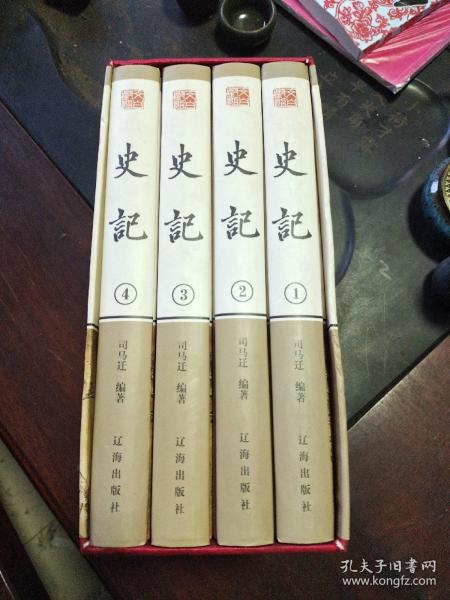 史記
④
司马迁 编著
辽海出版社
史記
③
司马迁 编著
辽海出版社
史記
②
司马迁 编著
辽海出版社
史記
①
司马迁 编著
辽海出版社
孔夫子旧书网
www.kongfz.com